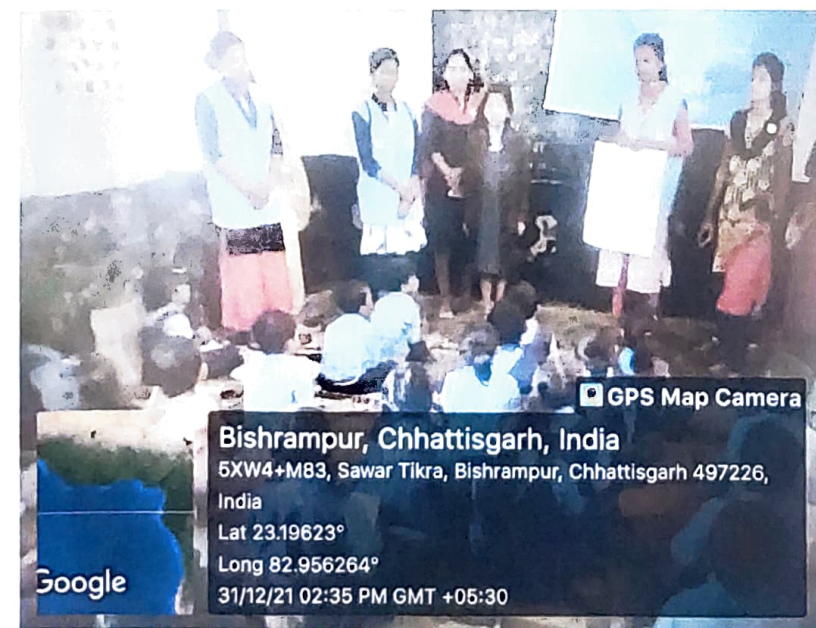 GPS Map Camera
Bishrampur, Chhattisgarh, India
5XW4+M83, Sawar Tikra, Bishrampur, Chhattisgarh 497226,
India
Lat 23.19623°
Long 82.956264°
31/12/21 02:35 PM GMT +05:30
Google